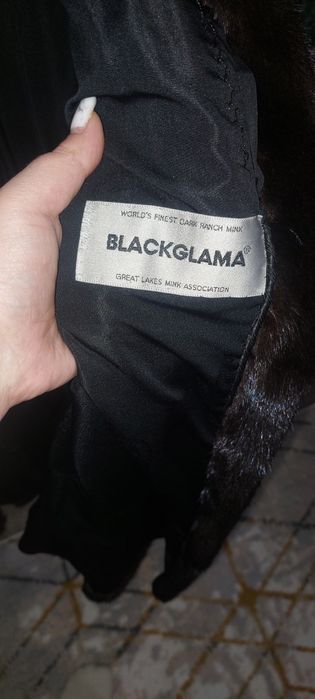 WORLD'S FINEST DARK RANCH MINK
BLACKGLAMA®
GREAT LAKES MINK ASSOCIATION